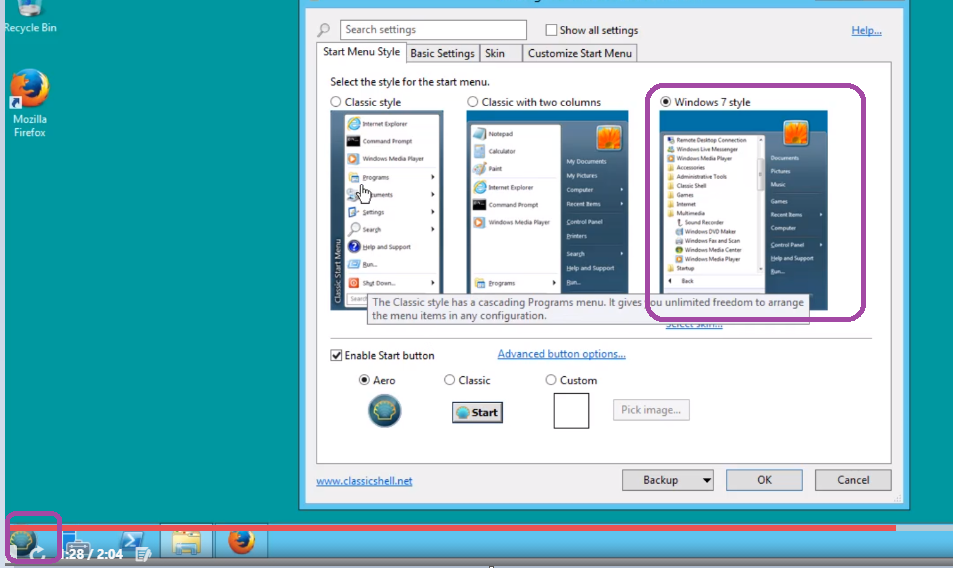 Recycle Bin
Mozilla
Firefox
Search settings
Show all settings
Help...
Start Menu Style
Basic Settings
Skin
Customize Start Menu
Select the style for the start menu.
Classic style
Classic with two columns
Windows 7 style
Internet Explorer
Command Prompt
Windows Media Player
Programs
Settings
Search
Help and Support
Run...
Shut Down...
Classic Start Menu
Notepad
Calculator
Paint
Internet Explorer
Command Prompt
Windows Media Player
Programs
My Documents
My Pictures
Computer
Recent Items
Control Panel
Printers
Search
Help and Support
Run...
Remote Desktop Connection
Windows Live Messenger
Windows Media Player
Accessories
Administrative Tools
Classic Shell
Games
Internet
Multimedia
Sound Recorder
Windows DVD Maker
Windows Fax and Scan
Windows Media Center
Windows Media Player
Startup
Back
Documents
Pictures
Music
Games
Recent Items
Computer
Control Panel
Help and Support
Run...
The Classic style has a cascading Programs menu. It gives you unlimited freedom to arrange
the menu items in any configuration.
Select skin...
Enable Start button
Advanced button options...
Aero
Classic
Custom
Start
Pick image...
www.classicshell.net
Backup
OK
Cancel
:28 / 2:04